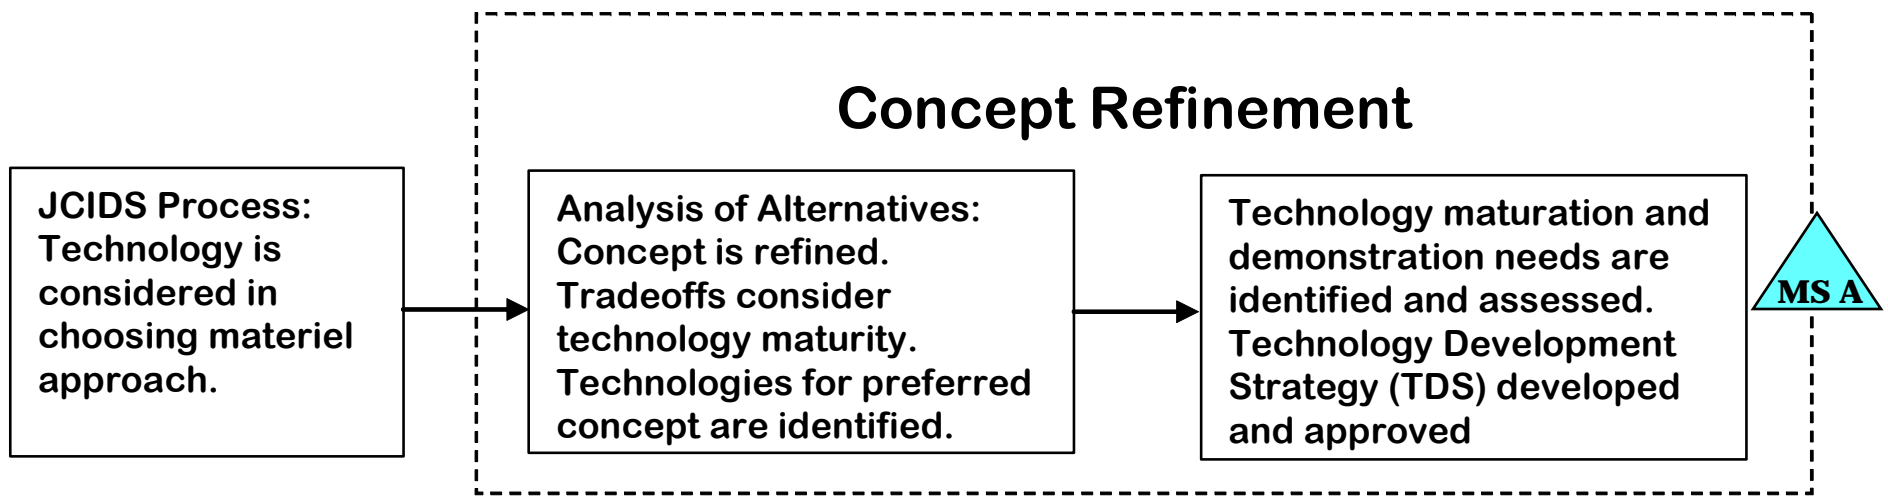 Concept Refinement
JCIDS Process:
Technology is
considered in
choosing materiel
approach.
Analysis of Alternatives:
Concept is refined.
Tradeoffs consider
technology maturity.
Technologies for preferred
concept are identified.
Technology maturation and
demonstration needs are
identified and assessed.
Technology Development
Strategy (TDS) developed
and approved
MS A